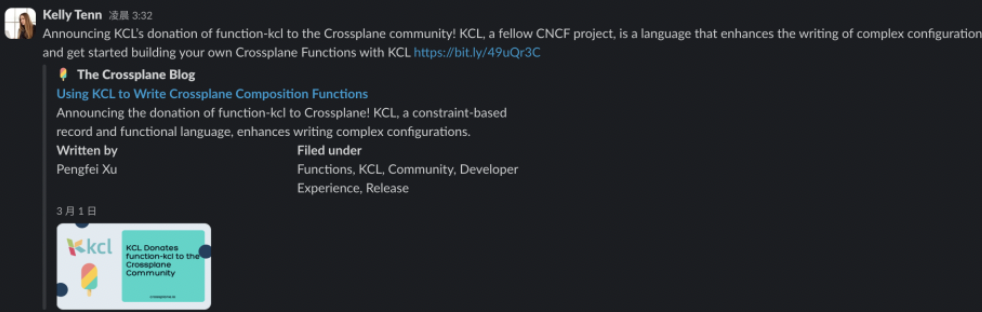 Kelly Tenn 凌晨 3:32
Announcing KCL's donation of function-kcl to the Crossplane community! KCL, a fellow CNCF project, is a language that enhances the writing of complex configuration
and get started building your own Crossplane Functions with KCL https://bit.ly/49uQr3C
The Crossplane Blog
Using KCL to Write Crossplane Composition Functions
Announcing the donation of function-kcl to Crossplane! KCL, a constraint-based
record and functional language, enhances writing complex configurations.
Written by Filed under
Pengfei Xu Functions, KCL, Community, Developer
Experience, Release
3 月 1 日
kcl
KCL Donates
function-kcl to the
Crossplane
Community
crossplane.io